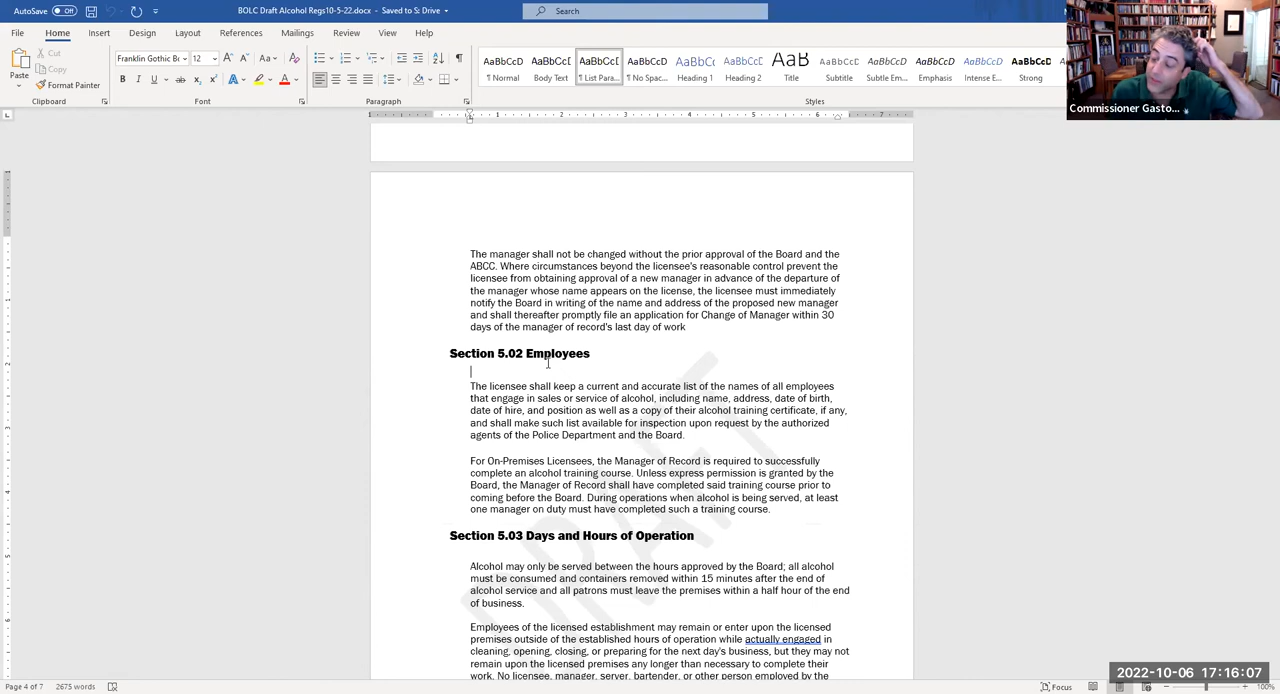 AutoSave Off BOLC Draft Alcohol Regs10-5-22.docx - Saved to S: Drive Search
File Home Insert Design Layout References Mailings Review View Help
Paste Cut Copy Format Painter
Franklin Gothic Bo 12
AaBbCcDd AaBbCcDc AaBbCcD AaBbCcDd AaBbC AaBbCcD AaB AaBbCcDd AaBbCcDd AaBbCcDd AaBbCcDd AaBbCcD
¶ Normal Body Text ¶ List Para... ¶ No Spac... Heading 1 Heading 2 Title Subtitle Subtle Em... Emphasis Intense E... Strong
Clipboard Font Paragraph Styles
Commissioner Gasto...
The manager shall not be changed without the prior approval of the Board and the
ABCC. Where circumstances beyond the licensee's reasonable control prevent the
licensee from obtaining approval of a new manager in advance of the departure of
the manager whose name appears on the license, the licensee must immediately
notify the Board in writing of the name and address of the proposed new manager
and shall thereafter promptly file an application for Change of Manager within 30
days of the manager of record's last day of work
Section 5.02 Employees
The licensee shall keep a current and accurate list of the names of all employees
that engage in sales or service of alcohol, including name, address, date of birth,
date of hire, and position as well as a copy of their alcohol training certificate, if any,
and shall make such list available for inspection upon request by the authorized
agents of the Police Department and the Board.
For On-Premises Licensees, the Manager of Record is required to successfully
complete an alcohol training course. Unless express permission is granted by the
Board, the Manager of Record shall have completed said training course prior to
coming before the Board. During operations when alcohol is being served, at least
one manager on duty must have completed such a training course.
Section 5.03 Days and Hours of Operation
Alcohol may only be served between the hours approved by the Board; all alcohol
must be consumed and containers removed within 15 minutes after the end of
alcohol service and all patrons must leave the premises within a half hour of the end
of business.
Employees of the licensed establishment may remain or enter upon the licensed
premises outside of the established hours of operation while actually engaged in
cleaning, opening, closing, or preparing for the next day's business, but they may not
remain upon the licensed premises any longer than necessary to complete their
work. No licensee, manager, server, bartender, or other person employed by the
DRAFT
2022-10-06 17:16:07
Page 4 of 7 2675 words Focus 100%